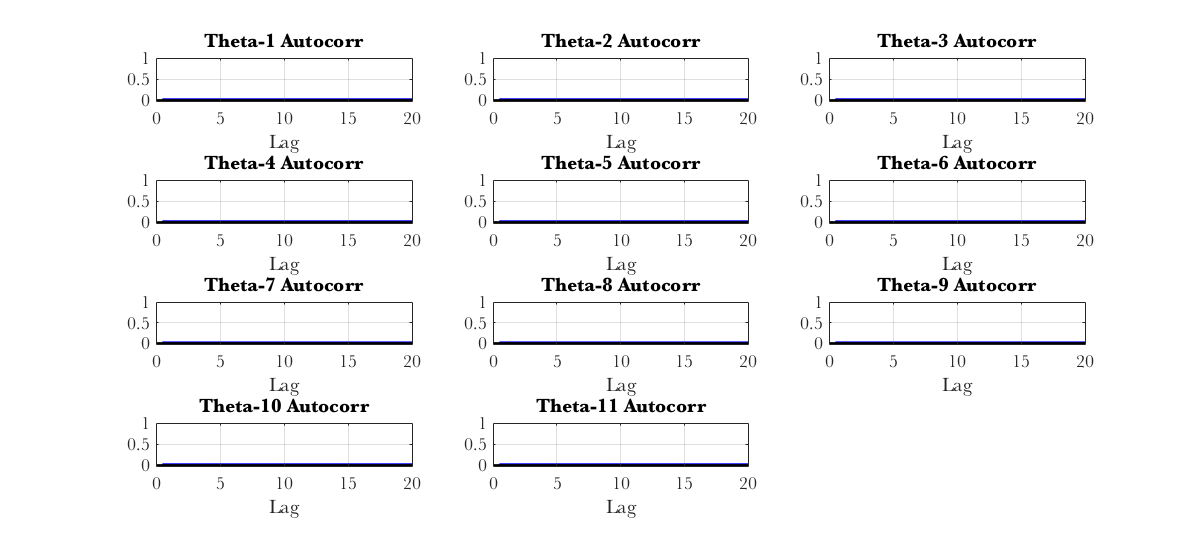 Theta-1 Autocorr Theta-2 Autocorr Theta-3 Autocorr
1 1 1
0.5 0.5 0.5
0 0 0
0 5 10 15 20 0 5 10 15 20 0 5 10 15 20
Lag Lag Lag
Theta-4 Autocorr Theta-5 Autocorr Theta-6 Autocorr
1 1 1
0.5 0.5 0.5
0 0 0
0 5 10 15 20 0 5 10 15 20 0 5 10 15 20
Lag Lag Lag
Theta-7 Autocorr Theta-8 Autocorr Theta-9 Autocorr
1 1 1
0.5 0.5 0.5
0 0 0
0 5 10 15 20 0 5 10 15 20 0 5 10 15 20
Lag Lag Lag
Theta-10 Autocorr Theta-11 Autocorr
1 1
0.5 0.5
0 0
0 5 10 15 20 0 5 10 15 20
Lag Lag